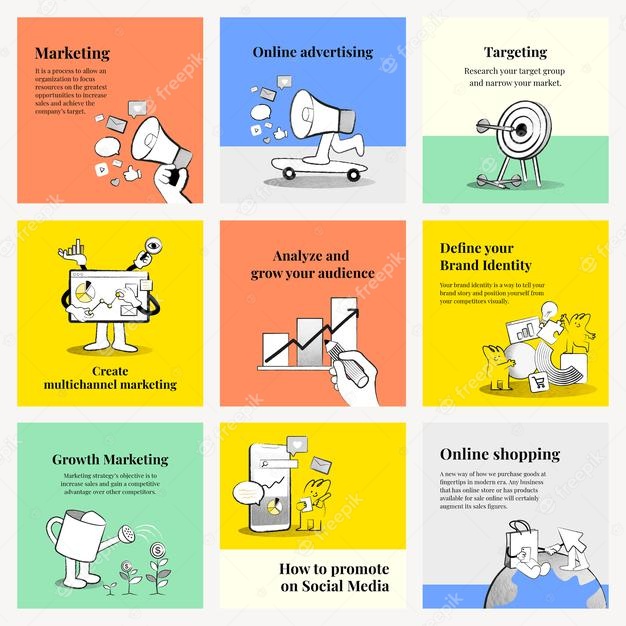 Marketing
It is a process to allow an
organization to focus
resources on the greatest
opportunities to increase
sales and achieve the
company's target.
Online advertising
Targeting
Research your target group
and narrow your market.
Create
multichannel marketing
Analyze and
grow your audience
Define your
Brand Identity
Your brand identity is a way to tell your
brand story and position yourself from
your competitors visually.
Growth Marketing
Marketing strategy's objective is to
increase sales and gain a competitive
advantage over other competitors.
$
$
How to promote
on Social Media
Online shopping
A new way of how we purchase goods at
fingertips in modern era. Any business
that has online store or has products
available for sale online will certainly
augment its sales figures.
freepik